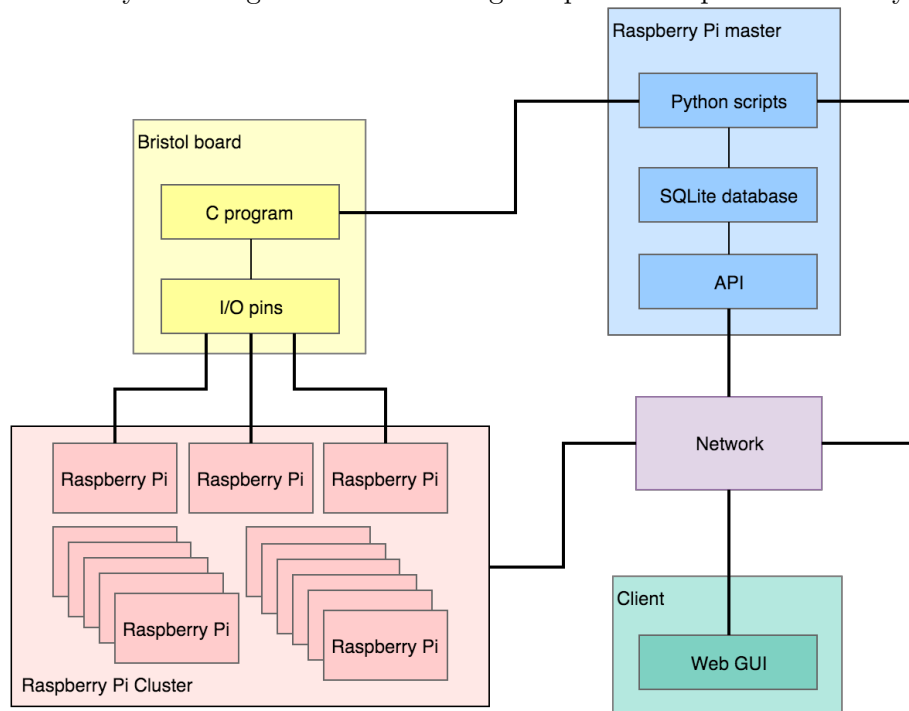 Raspberry Pi master
Python scripts
Bristol board
SQLite database
C program
API
I/O pins
Network
Raspberry Pi
Raspberry Pi
Raspberry Pi
Client
Raspberry Pi
Raspberry Pi
Web GUI
Raspberry Pi Cluster